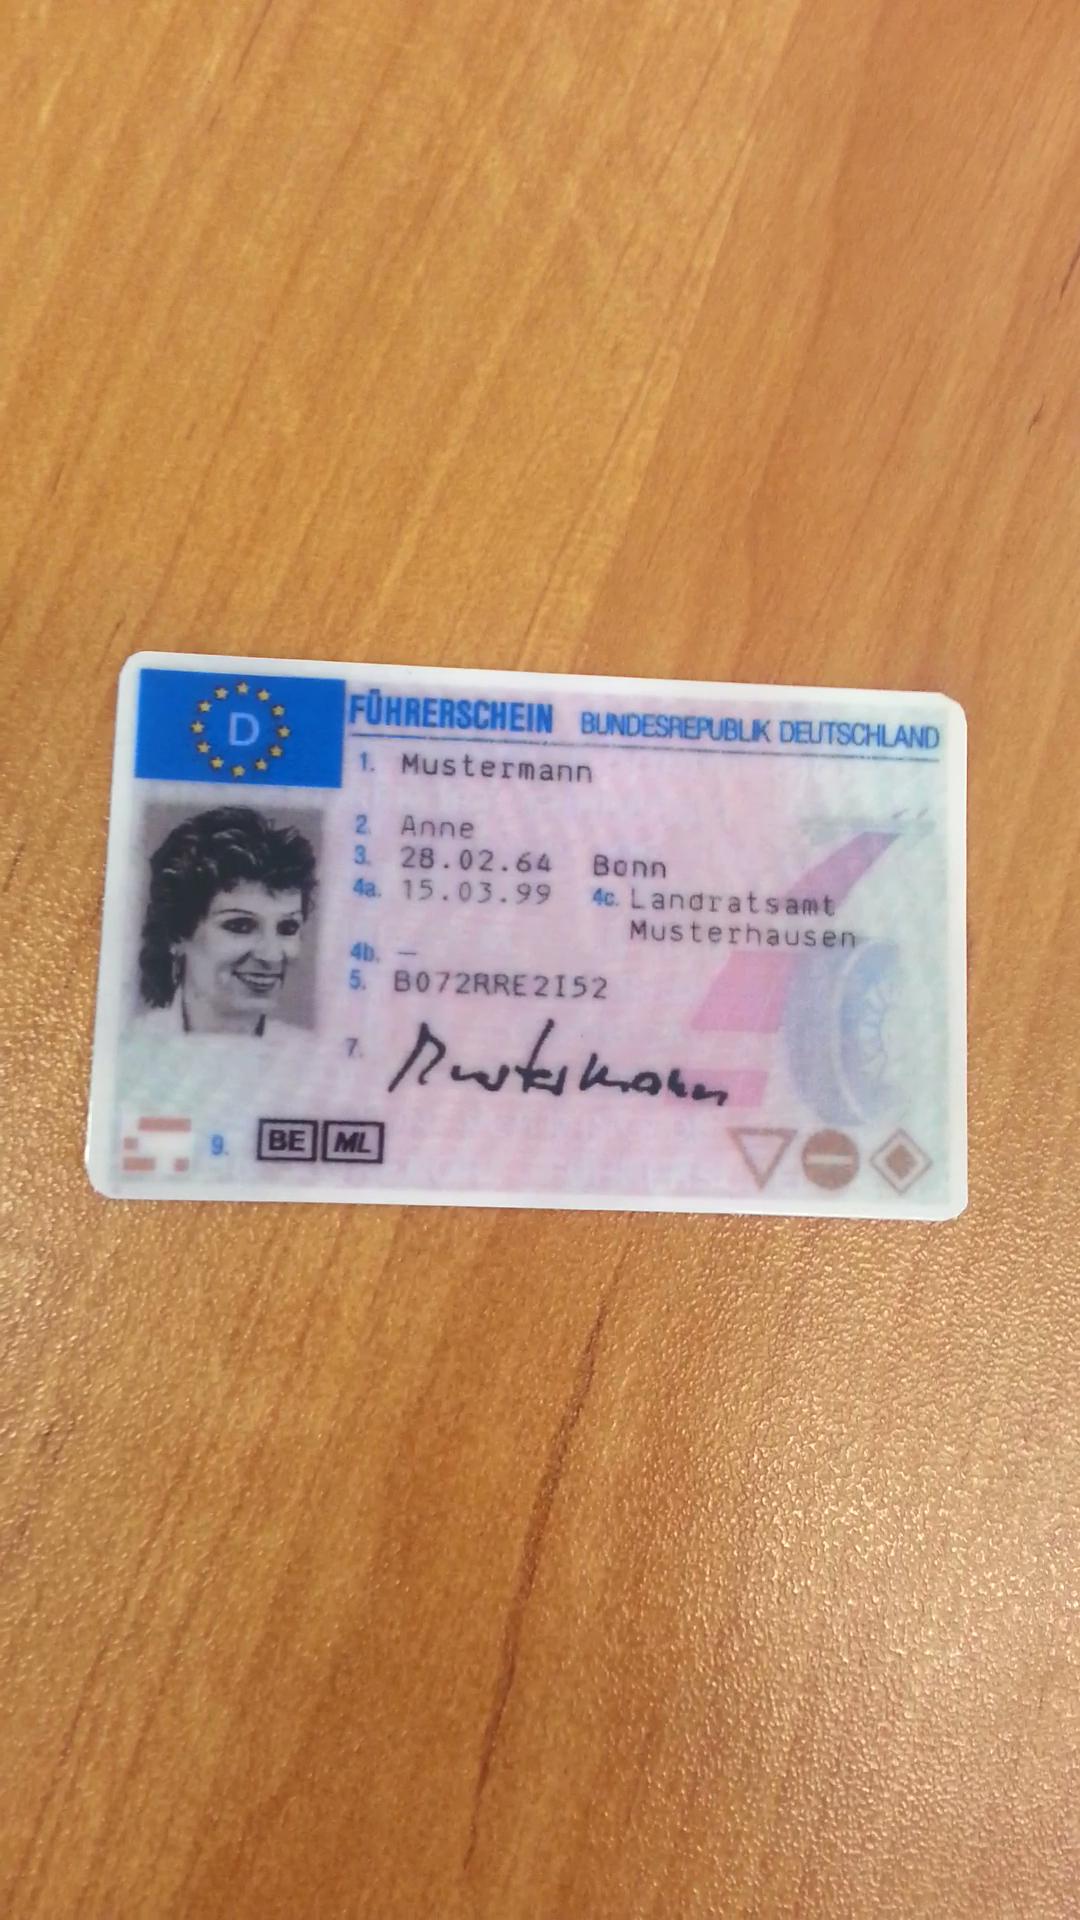 D
FÜHRERSCHEIN BUNDESREPUBLIK DEUTSCHLAND
1. Mustermann
2. Anne
3. 28.02.64 Bonn
4a. 15.03.99 4c. Landratsamt
Musterhausen
4b. —
5. B072RRE2I52
7. Mustermann
9. BE ML